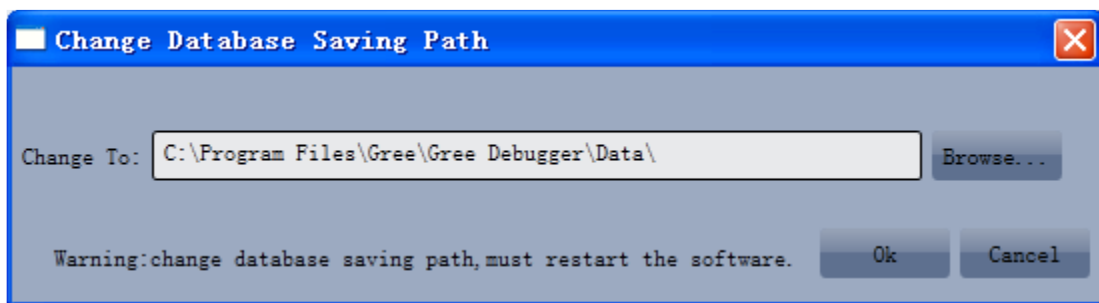 Change Database Saving Path
Change To: C:\Program Files\Gree\Gree Debugger\Data\ Browse...
Warning:change database saving path,must restart the software. Ok Cancel